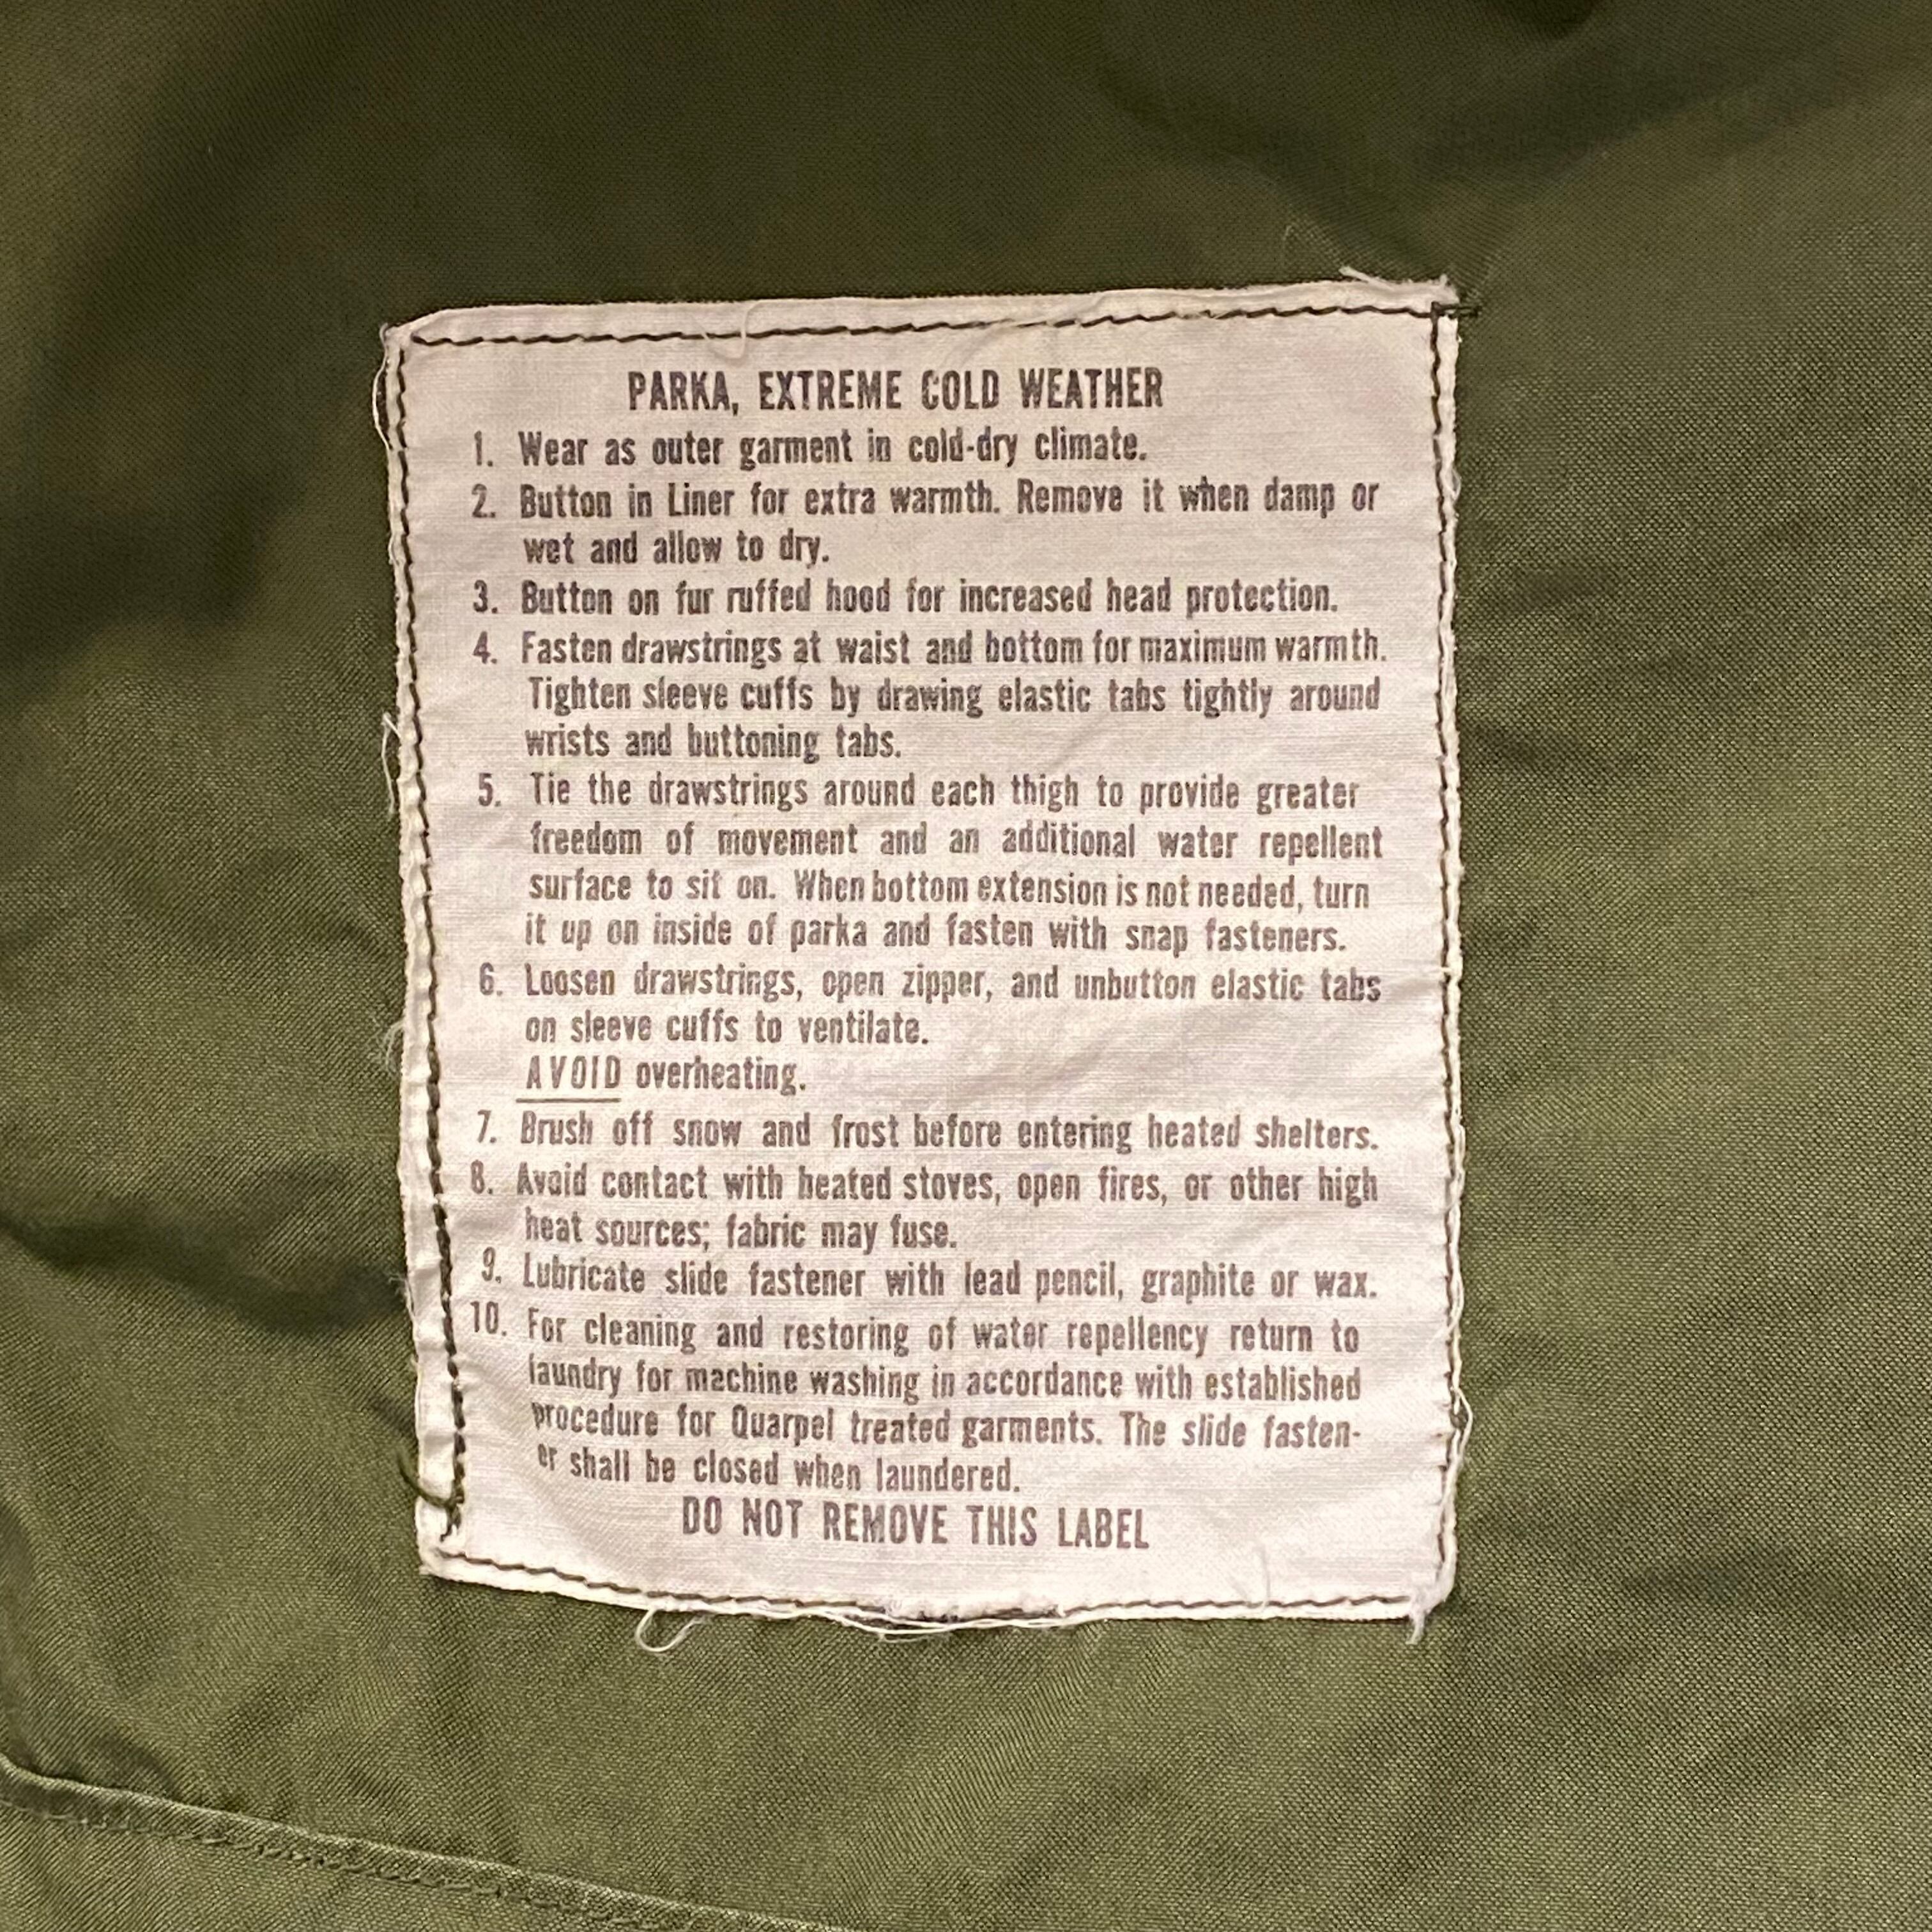 PARKA, EXTREME COLD WEATHER
1. Wear as outer garment in cold-dry climate.
2. Button in Liner for extra warmth. Remove it when damp or
wet and allow to dry.
3. Button on fur ruffed hood for increased head protection.
4. Fasten drawstrings at waist and bottom for maximum warmth.
Tighten sleeve cuffs by drawing elastic tabs tightly around
wrists and buttoning tabs.
5. Tie the drawstrings around each thigh to provide greater
freedom of movement and an additional water repellent
surface to sit on. When bottom extension is not needed, turn
it up on inside of parka and fasten with snap fasteners.
6. Loosen drawstrings, open zipper, and unbutton elastic tabs
on sleeve cuffs to ventilate.
AVOID overheating.
7. Brush off snow and frost before entering heated shelters.
8. Avoid contact with heated stoves, open fires, or other high
heat sources; fabric may fuse.
9. Lubricate slide fastener with lead pencil, graphite or wax.
10. For cleaning and restoring of water repellency return to
laundry for machine washing in accordance with established
procedure for Quarpel treated garments. The slide fasten-
er shall be closed when laundered.
DO NOT REMOVE THIS LABEL